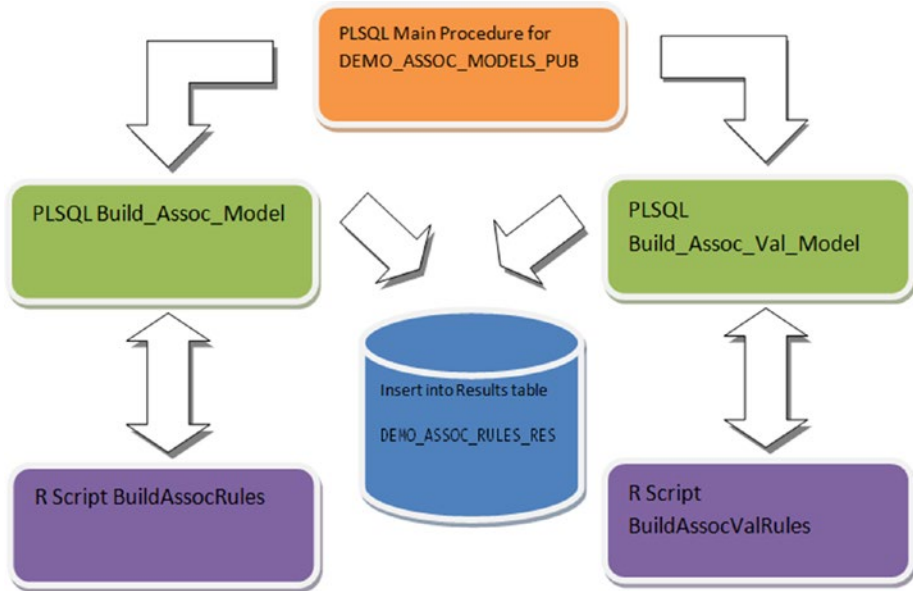 PLSQL Main Procedure for
DEMO_ASSOC_MODELS_PUB
PLSQL Build_Assoc_Model
PLSQL
Build_Assoc_Val_Model
Insert into Results table
DEMO_ASSOC_RULES_RES
R Script BuildAssocRules
R Script
BuildAssocValRules